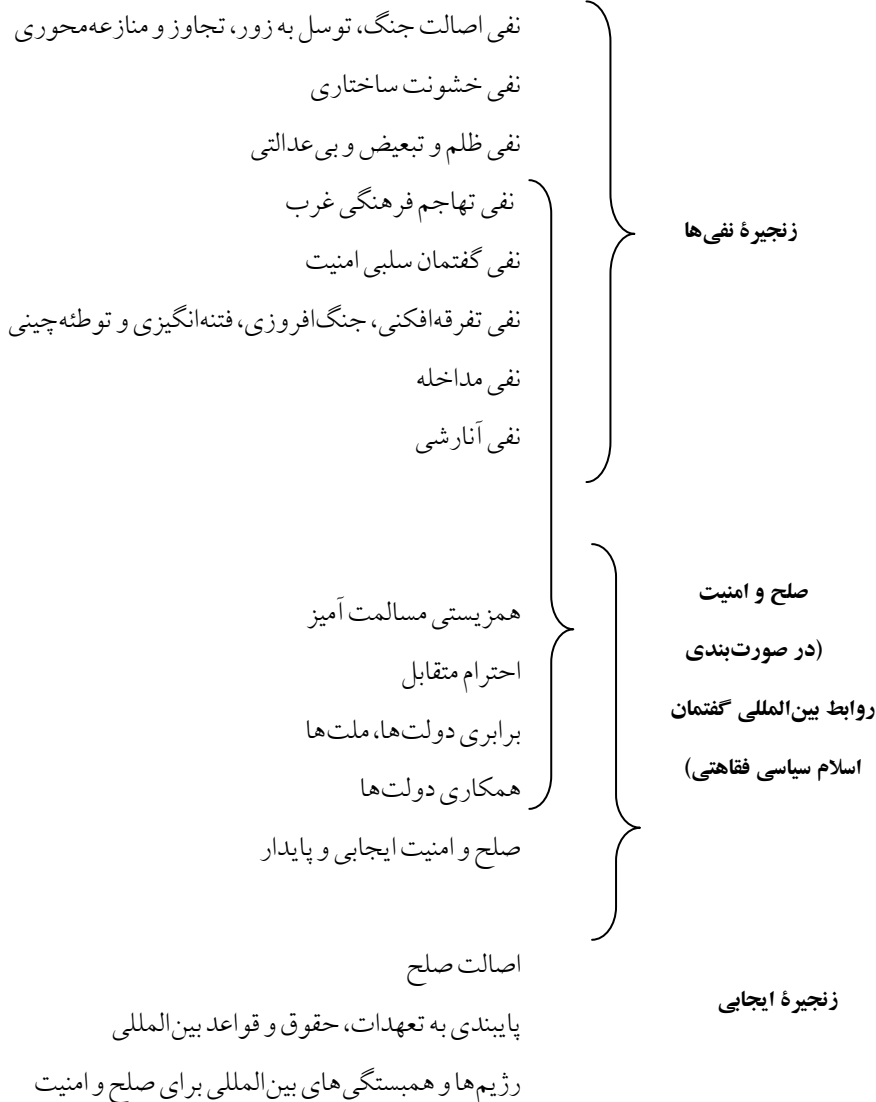 نفی اصالت جنگ، توسل به زور، تجاوز و منازعه‌محوری
نفی خشونت ساختاری
نفی ظلم و تبعیض و بی‌عدالتی
نفی تهاجم فرهنگی غرب
زنجیرۀ نفی‌ها
نفی گفتمان سلبی امنیت
نفی تفرقه‌افکنی، جنگ‌افروزی، فتنه‌انگیزی و توطئه‌چینی
نفی مداخله
نفی آنارشی
صلح و امنیت
(در صورت‌بندی
روابط بین‌المللی گفتمان
اسلام سیاسی فقاهتی)
همزیستی مسالمت آمیز
احترام متقابل
برابری دولت‌ها، ملت‌ها
همکاری دولت‌ها
صلح و امنیت ایجابی و پایدار
زنجیرۀ ایجابی
اصالت صلح
پایبندی به تعهدات، حقوق و قواعد بین‌المللی
رژیم‌ها و همبستگی‌های بین‌المللی برای صلح و امنیت